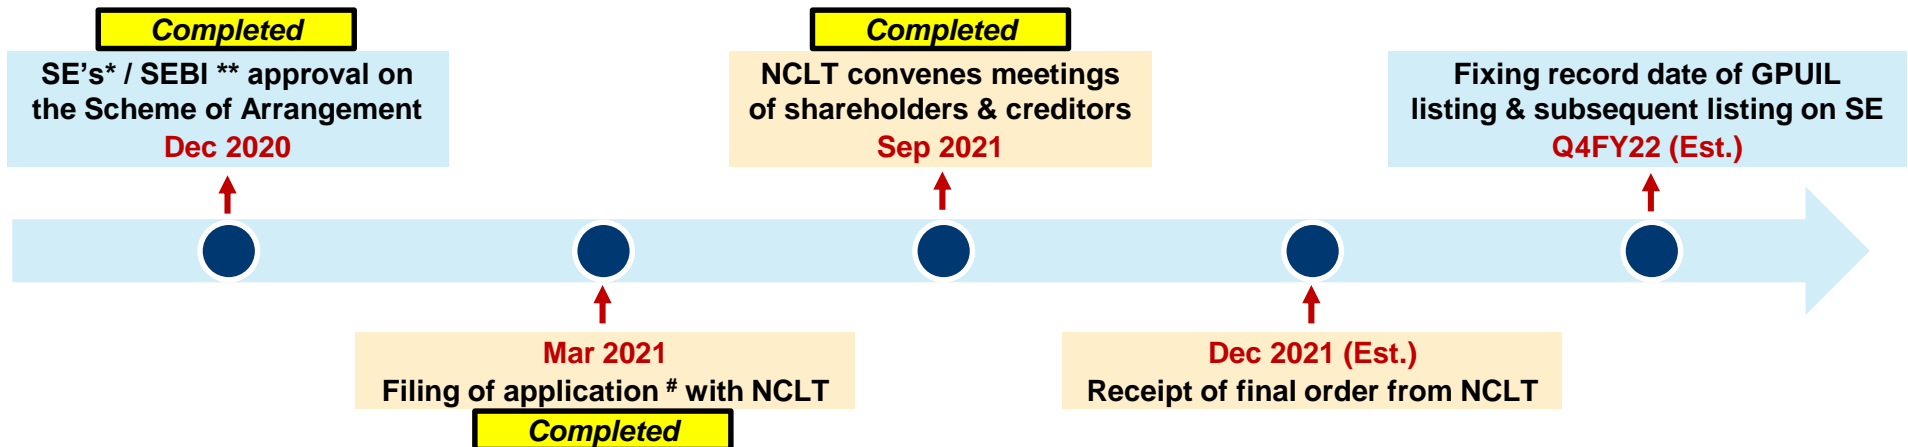 Completed
SE's* / SEBI ** approval on
the Scheme of Arrangement
Dec 2020
Mar 2021
Filing of application # with NCLT
Completed
Completed
NCLT convenes meetings
of shareholders & creditors
Sep 2021
Dec 2021 (Est.)
Receipt of final order from NCLT
Fixing record date of GPUIL
listing & subsequent listing on SE
Q4FY22 (Est.)